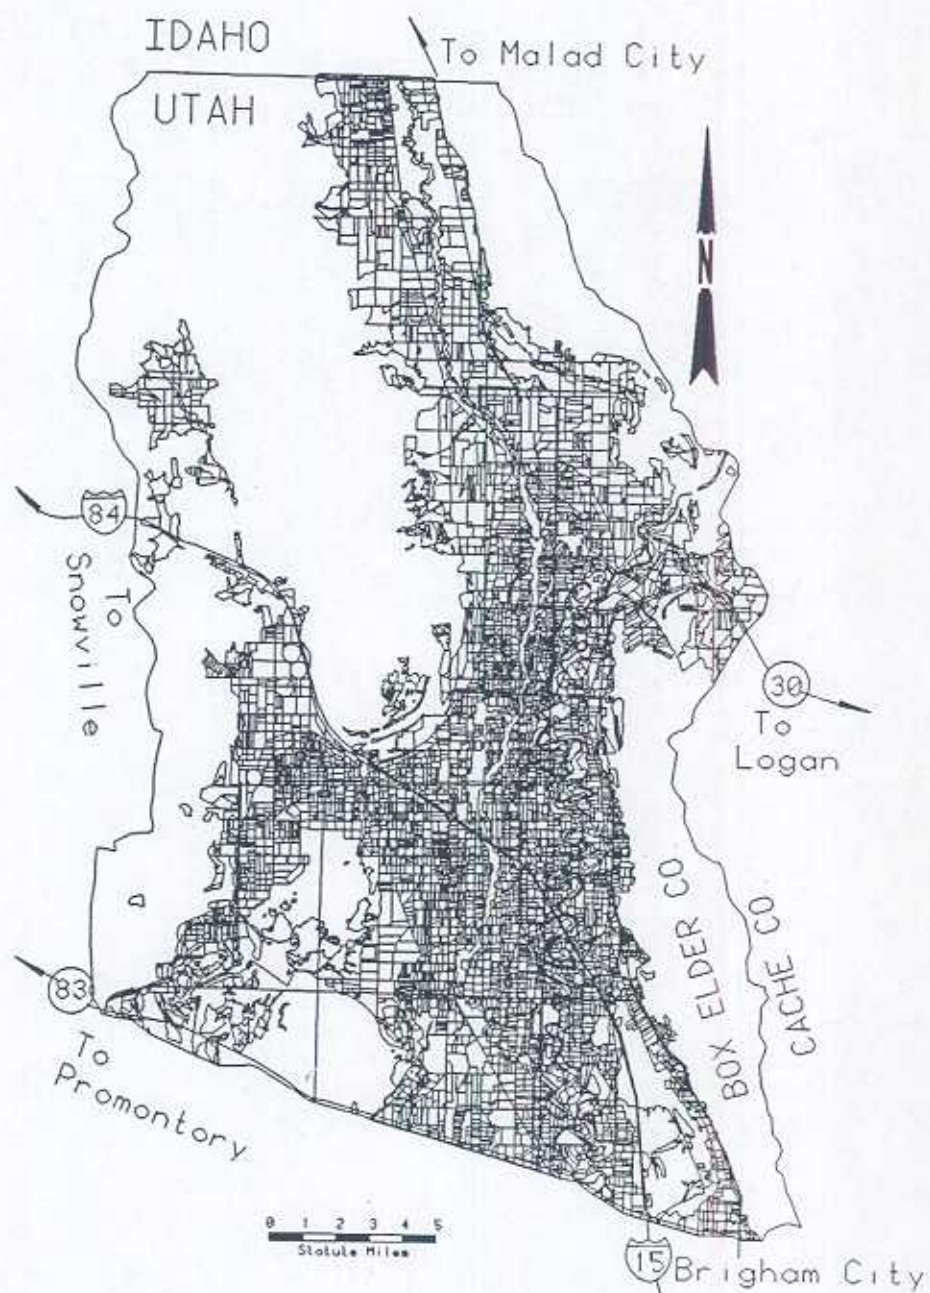 IDAHO
To Malad City
UTAH
N
84
To
Snowville
30
To
Logan
BOX ELDER CO
CACHE CO.
83
To
Promontory
0 1 2 3 4 5
Statute Miles
15
Brigham City